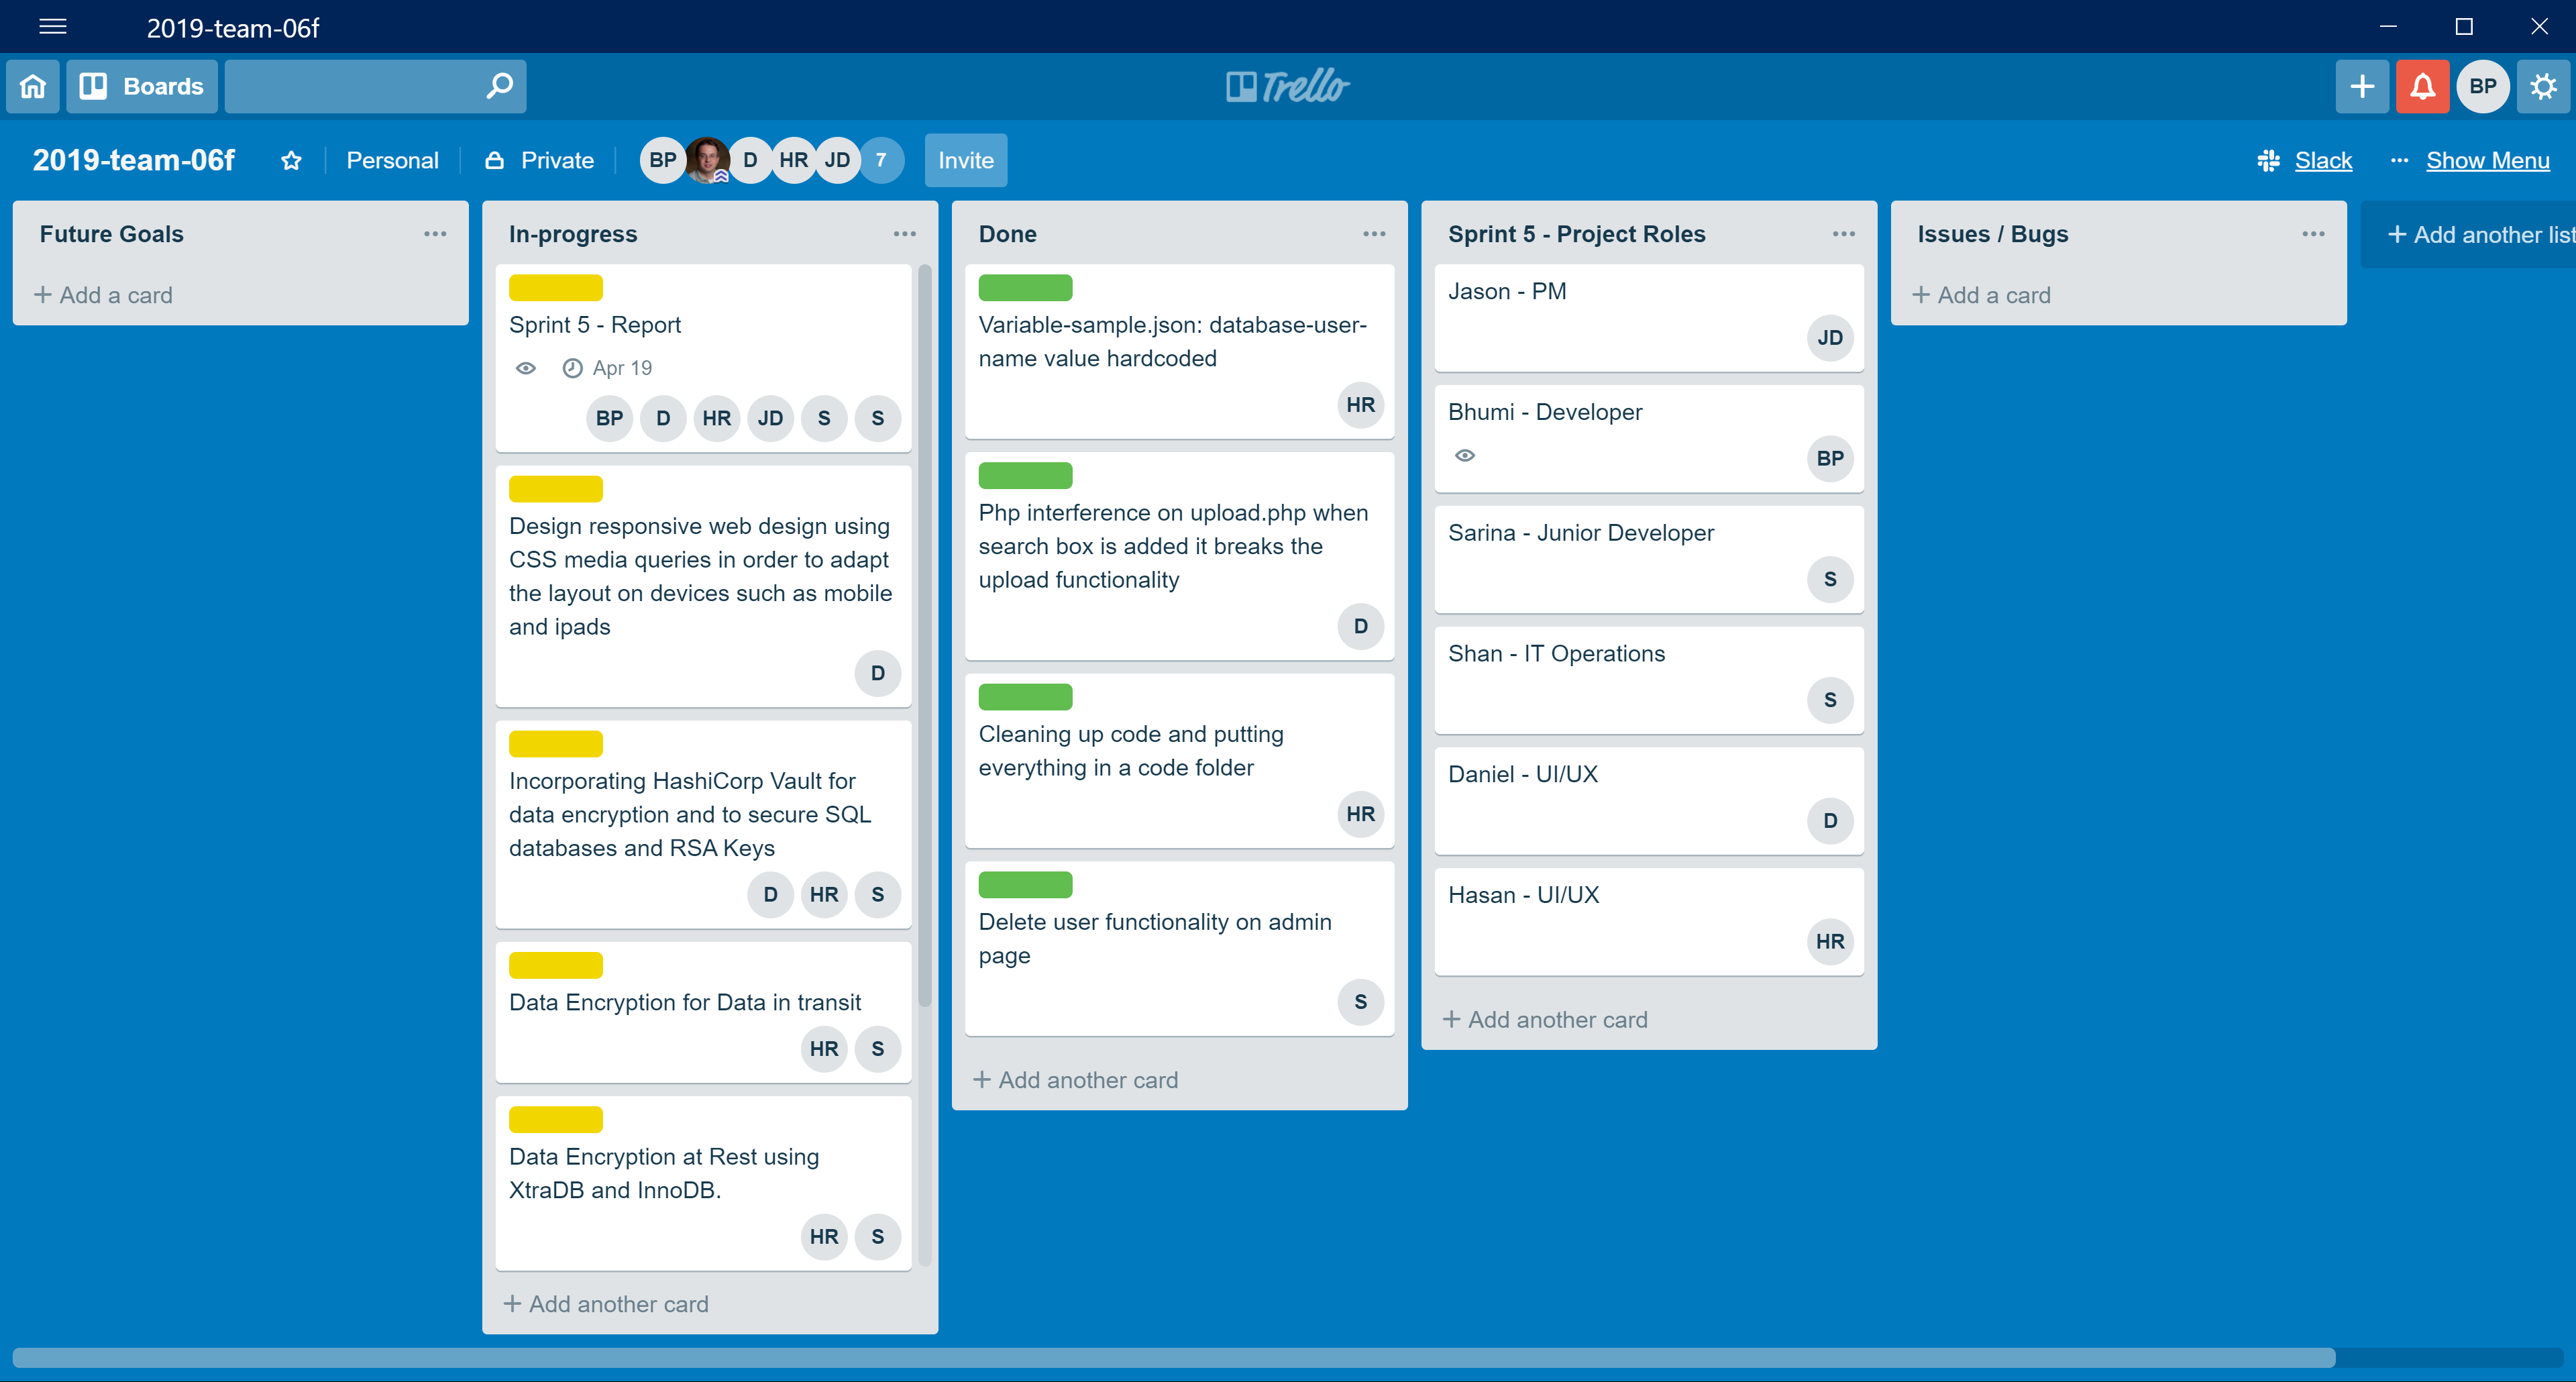 2019-team-06f
Boards
Trello
BP
2019-team-06f
Personal
Private
BP
D
HR
JD
7
Invite
Slack
Show Menu
Future Goals
+ Add a card
In-progress
Sprint 5 - Report
Apr 19
BP D HR JD S S
Design responsive web design using
CSS media queries in order to adapt
the layout on devices such as mobile
and ipads
D
Incorporating HashiCorp Vault for
data encryption and to secure SQL
databases and RSA Keys
D HR S
Data Encryption for Data in transit
HR S
Data Encryption at Rest using
XtraDB and InnoDB.
HR S
+ Add another card
Done
Variable-sample.json: database-user-
name value hardcoded
HR
Php interference on upload.php when
search box is added it breaks the
upload functionality
D
Cleaning up code and putting
everything in a code folder
HR
Delete user functionality on admin
page
S
+ Add another card
Sprint 5 - Project Roles
Jason - PM
JD
Bhumi - Developer
BP
Sarina - Junior Developer
S
Shan - IT Operations
S
Daniel - UI/UX
D
Hasan - UI/UX
HR
+ Add another card
Issues / Bugs
+ Add a card
+ Add another list